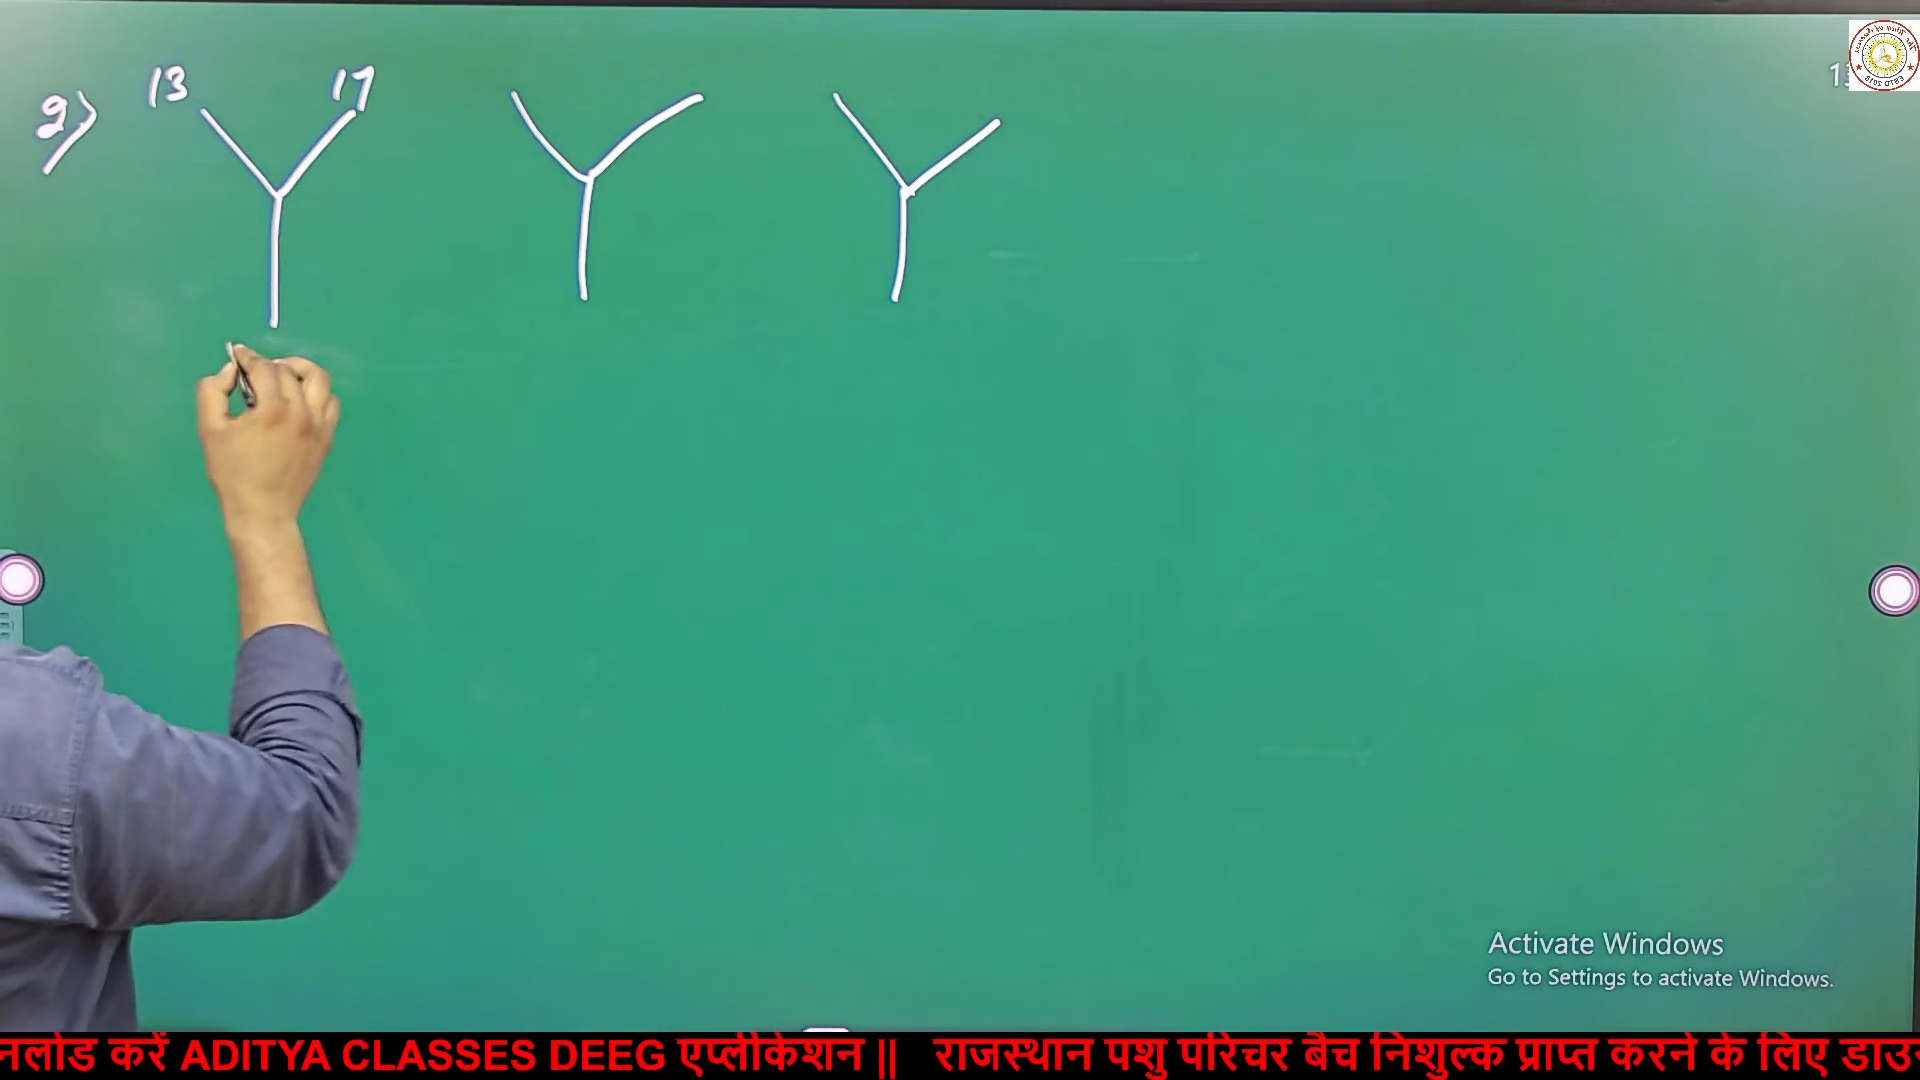 9)
13 17
Activate Windows
Go to Settings to activate Windows.
नलोड करें ADITYA CLASSES DEEG एप्लीकेशन || राजस्थान पशु परिचर बैच निशुल्क प्राप्त करने के लिए डाउ